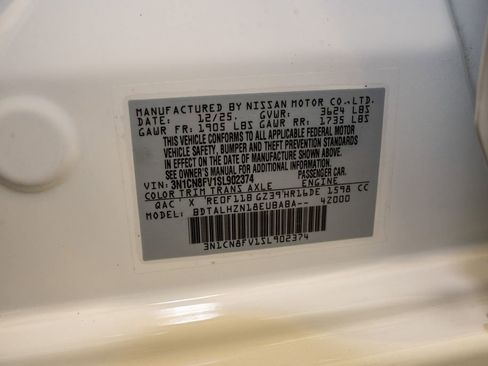 MANUFACTURED BY NISSAN MOTOR CO.,LTD.
DATE: 12/25. GVWR: 3624 LBS
GAWR FR: 1905 LBS GAWR RR: 1735 LBS
THIS VEHICLE CONFORMS TO ALL APPLICABLE FEDERAL MOTOR
VEHICLE SAFETY, BUMPER, AND THEFT PREVENTION STANDARDS
IN EFFECT ON THE DATE OF MANUFACTURE SHOWN ABOVE.
SEE OWNER'S MANUAL FOR ADDITIONAL INFORMATION.
VIN: 3N1CN8FV1SL902374 PASSENGER CAR
COLOR TRIM TRANS AXLE ENGINE
QAC X RE0F11B GZ39 HR16DE 1598 CC
MODEL: BDTALHZN18EUBABA-- 4Z000
3N1CN8FV1SL902374